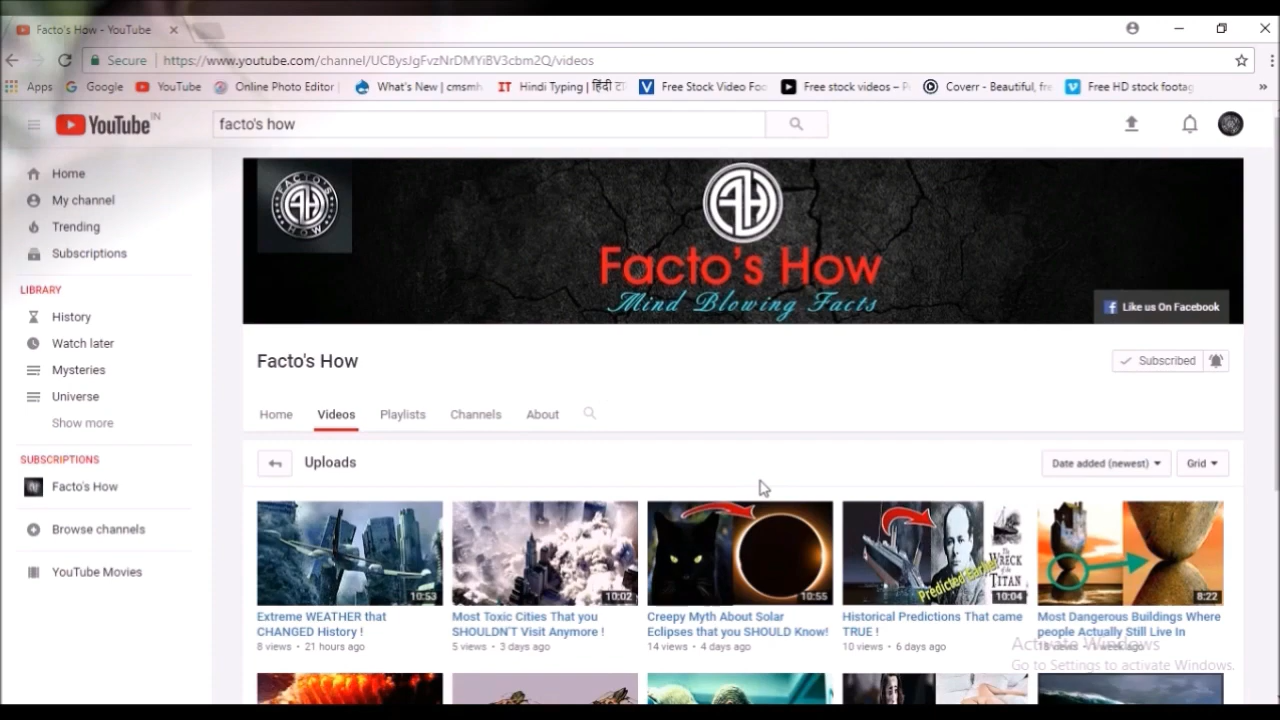 Facto's How - YouTube
Secure https://www.youtube.com/channel/UCBysJgFvzNrDMYiBV3cbm2Q/videos
Apps Google YouTube Online Photo Editor What's New | cmsmh Hindi Typing | हिंदी टा Free Stock Video Foo Free stock videos – P Coverr - Beautiful, fre Free HD stock footag »
YouTube IN
facto's how
Home
My channel
Trending
Subscriptions
LIBRARY
History
Watch later
Mysteries
Universe
Show more
SUBSCRIPTIONS
Facto's How
Browse channels
YouTube Movies
FACTO'S
HOW
Facto's How
Mind Blowing Facts
Like us On Facebook
Facto's How
Subscribed
Home Videos Playlists Channels About
Uploads
Date added (newest) Grid
10:53
Extreme WEATHER that
CHANGED History !
8 views • 21 hours ago
10:02
Most Toxic Cities That you
SHOULDN'T Visit Anymore !
5 views • 3 days ago
10:55
Creepy Myth About Solar
Eclipses that you SHOULD Know!
14 views • 4 days ago
The
WRECK
of the
TITAN
Predicted Earlier
10:04
Historical Predictions That came
TRUE !
10 views • 6 days ago
8:22
Most Dangerous Buildings Where
people Actually Still Live In
views • 1 week ago
Activate Windows
Go to Settings to activate Windows.